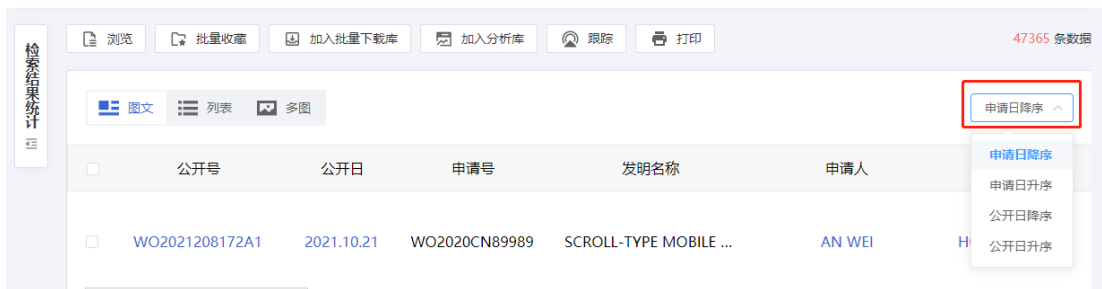 检索结果统计
浏览 批量收藏 加入批量下载库 加入分析库 跟踪 打印 47365 条数据
图文 列表 多图 申请日降序
公开号 公开日 申请号 发明名称 申请人
申请日降序
申请日升序
公开日降序
公开日升序
WO2021208172A1 2021.10.21 WO2020CN89989 SCROLL-TYPE MOBILE ... AN WEI